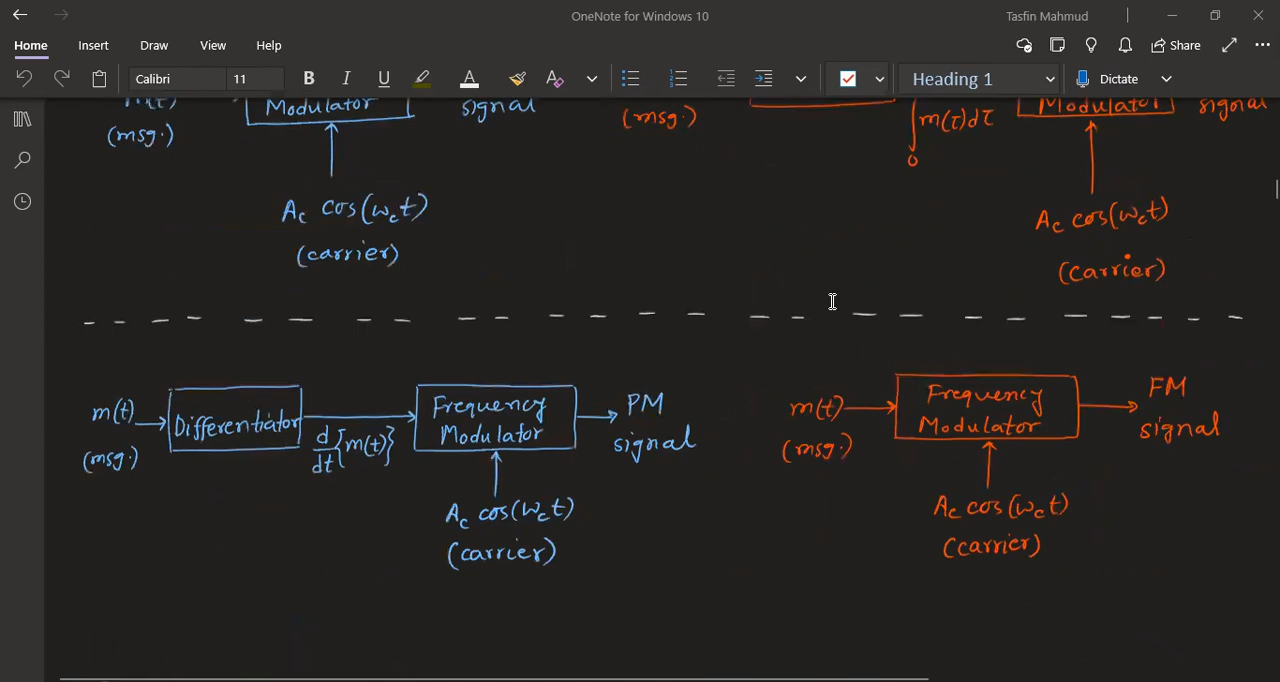 OneNote for Windows 10
Tasfin Mahmud
Home Insert Draw View Help
Share
Calibri 11 B I U A A
Heading 1
Dictate
m(t)
(msg.)
Modulator
signal
Ac cos(ωct)
(carrier)
(msg.)
∫m(τ)dτ
0
Modulator
signal
Ac cos(ωct)
(carrier)
m(t)
(msg.)
Differentiator
d/dt{m(t)}
Frequency
Modulator
PM
signal
Ac cos(ωct)
(carrier)
m(t)
(msg.)
Frequency
Modulator
FM
signal
Ac cos(ωct)
(carrier)